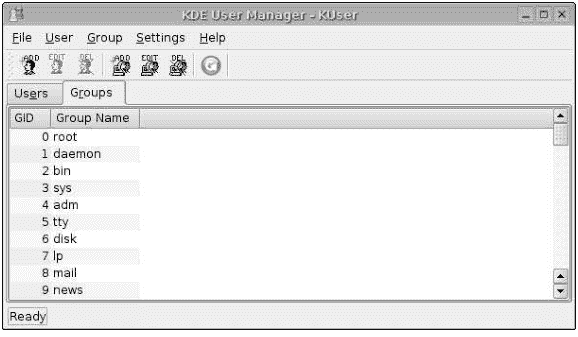 KDE User Manager - KUser
File User Group Settings Help
ADD EDIT DEL ADD EDIT DEL
Users Groups
GID Group Name
0 root
1 daemon
2 bin
3 sys
4 adm
5 tty
6 disk
7 lp
8 mail
9 news
Ready